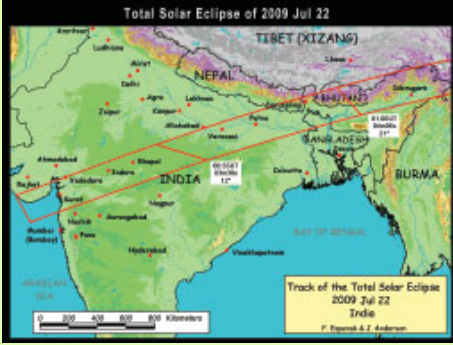 Total Solar Eclipse of 2009 Jul 22
Amritsar
Ludhiana
TIBET (XIZANG)
Lhasa
NEPAL
Delhi
Agra
Lakhnau
BHUTAN
Dibrugarh
Jaipur
Kanpur
Allahabad
Patna
Varanasi
BANGLADESH
Ahmadabad
Bhopal
Indore
INDIA
Calcutta
BURMA
Rajkot
Vadodara
Surat
Nagpur
Nashik
Aurangabad
Mumbai
(Bombay)
Pune
BAY OF BENGAL
Hyderabad
Visakhapatnam
ARABIAN
SEA
Track of the Total Solar Eclipse
2009 Jul 22
India
F. Espenak & J. Anderson
0 200 400 600 800 Kilometers